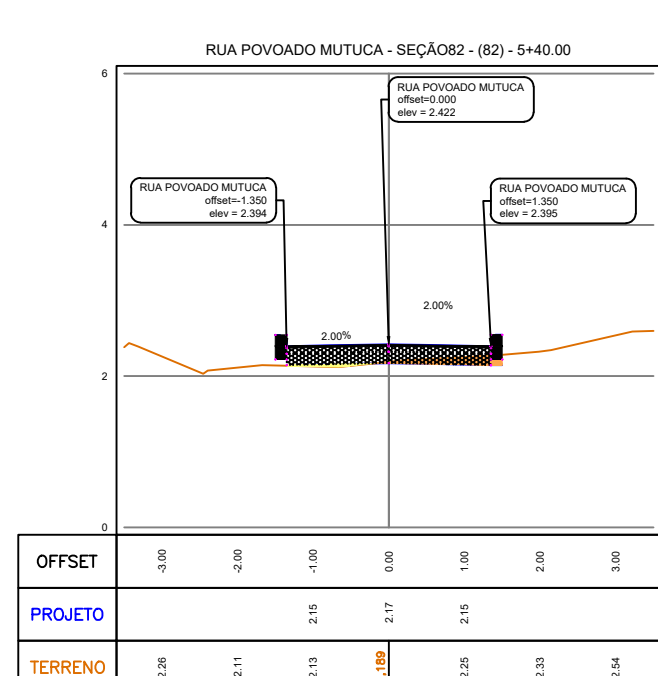 RUA POVOADO MUTUCA - SEÇÃO82 - (82) - 5+40.00
6
RUA POVOADO MUTUCA
offset=0.000
elev = 2.422
RUA POVOADO MUTUCA
offset=-1.350
elev = 2.394
RUA POVOADO MUTUCA
offset=1.350
elev = 2.395
4
2.00%
2.00%
2
0
OFFSET -3.00 -2.00 -1.00 0.00 1.00 2.00 3.00
PROJETO 2.15 2.17 2.15
TERRENO 2.26 2.11 2.13 .189 2.25 2.33 2.54